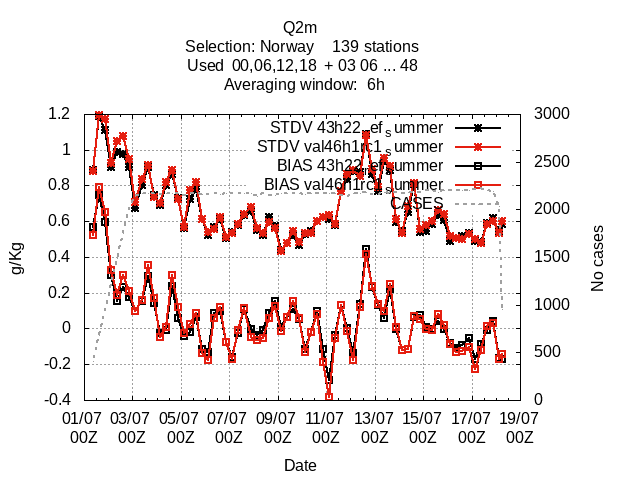 Q2m
Selection: Norway    139 stations
Used  00,06,12,18  + 03 06 ... 48
Averaging window:  6h
STDV 43h22_ref_summer
STDV val46h1rc1_summer
BIAS 43h22_ref_summer
BIAS val46h1rc1_summer
CASES
1.2
1
0.8
0.6
0.4
0.2
0
-0.2
-0.4
g/Kg
3000
2500
2000
1500
1000
500
0
No cases
01/07 03/07 05/07 07/07 09/07 11/07 13/07 15/07 17/07 19/07
00Z 00Z 00Z 00Z 00Z 00Z 00Z 00Z 00Z 00Z
Date